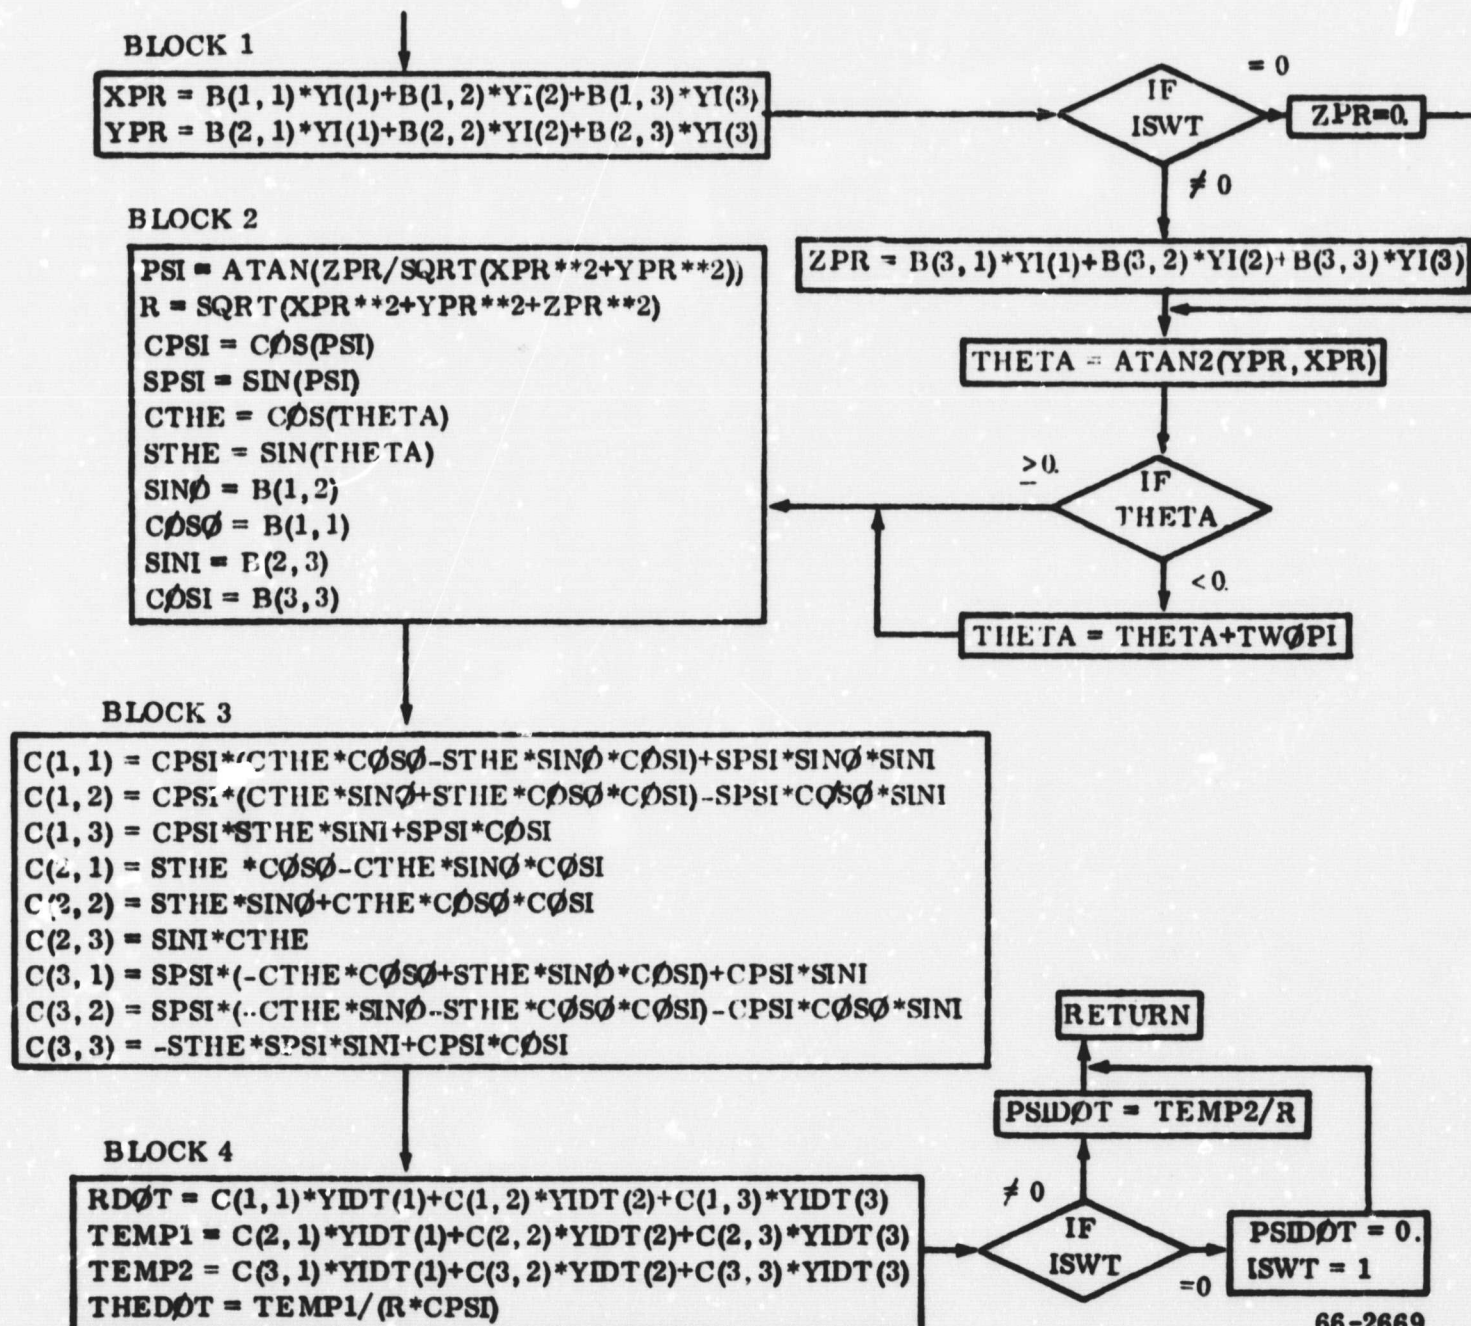 BLOCK 1
XPR = B(1,1)*YI(1)+B(1,2)*YI(2)+B(1,3)*YI(3)
YPR = B(2,1)*YI(1)+B(2,2)*YI(2)+B(2,3)*YI(3)
IF
ISWT
= 0
ZPR=0.
≠ 0
ZPR = B(3,1)*YI(1)+B(3,2)*YI(2)+B(3,3)*YI(3)
THETA = ATAN2(YPR,XPR)
IF
THETA
≥0.
<0.
THETA = THETA+TWØPI
BLOCK 2
PSI = ATAN(ZPR/SQRT(XPR**2+YPR**2))
R = SQRT(XPR**2+YPR**2+ZPR**2)
CPSI = CØS(PSI)
SPSI = SIN(PSI)
CTHE = CØS(THETA)
STHE = SIN(THETA)
SINØ = B(1,2)
CØSØ = B(1,1)
SINI = B(2,3)
CØSI = B(3,3)
BLOCK 3
C(1,1) = CPSI*(CTHE*CØSØ-STHE*SINØ*CØSI)+SPSI*SINØ*SINI
C(1,2) = CPSI*(CTHE*SINØ+STHE*CØSØ*CØSI)-SPSI*CØSØ*SINI
C(1,3) = CPSI*STHE*SINI+SPSI*CØSI
C(2,1) = STHE *CØSØ-CTHE*SINØ*CØSI
C(2,2) = STHE*SINØ+CTHE*CØSØ*CØSI
C(2,3) = SINI*CTHE
C(3,1) = SPSI*(-CTHE*CØSØ+STHE*SINØ*CØSI)+CPSI*SINI
C(3,2) = SPSI*(-CTHE*SINØ-STHE*CØSØ*CØSI)-CPSI*CØSØ*SINI
C(3,3) = -STHE*SPSI*SINI+CPSI*CØSI
BLOCK 4
RDØT = C(1,1)*YIDT(1)+C(1,2)*YIDT(2)+C(1,3)*YIDT(3)
TEMP1 = C(2,1)*YIDT(1)+C(2,2)*YIDT(2)+C(2,3)*YIDT(3)
TEMP2 = C(3,1)*YIDT(1)+C(3,2)*YIDT(2)+C(3,3)*YIDT(3)
THEDØT = TEMP1/(R*CPSI)
IF
ISWT
≠ 0
PSIDØT = TEMP2/R
RETURN
=0
PSIDØT = 0.
ISWT = 1
66-2669